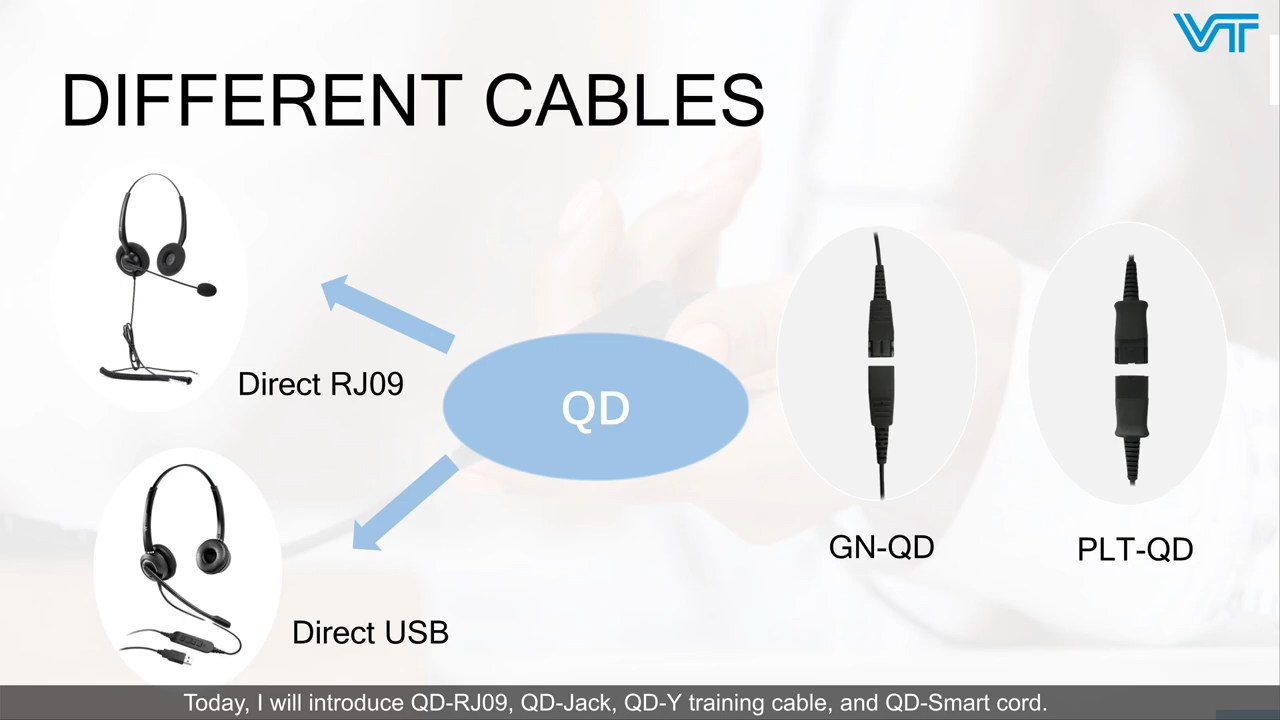 VT
DIFFERENT CABLES
Direct RJ09
QD
GN-QD
PLT-QD
Direct USB
Today, I will introduce QD-RJ09, QD-Jack, QD-Y training cable, and QD-Smart cord.